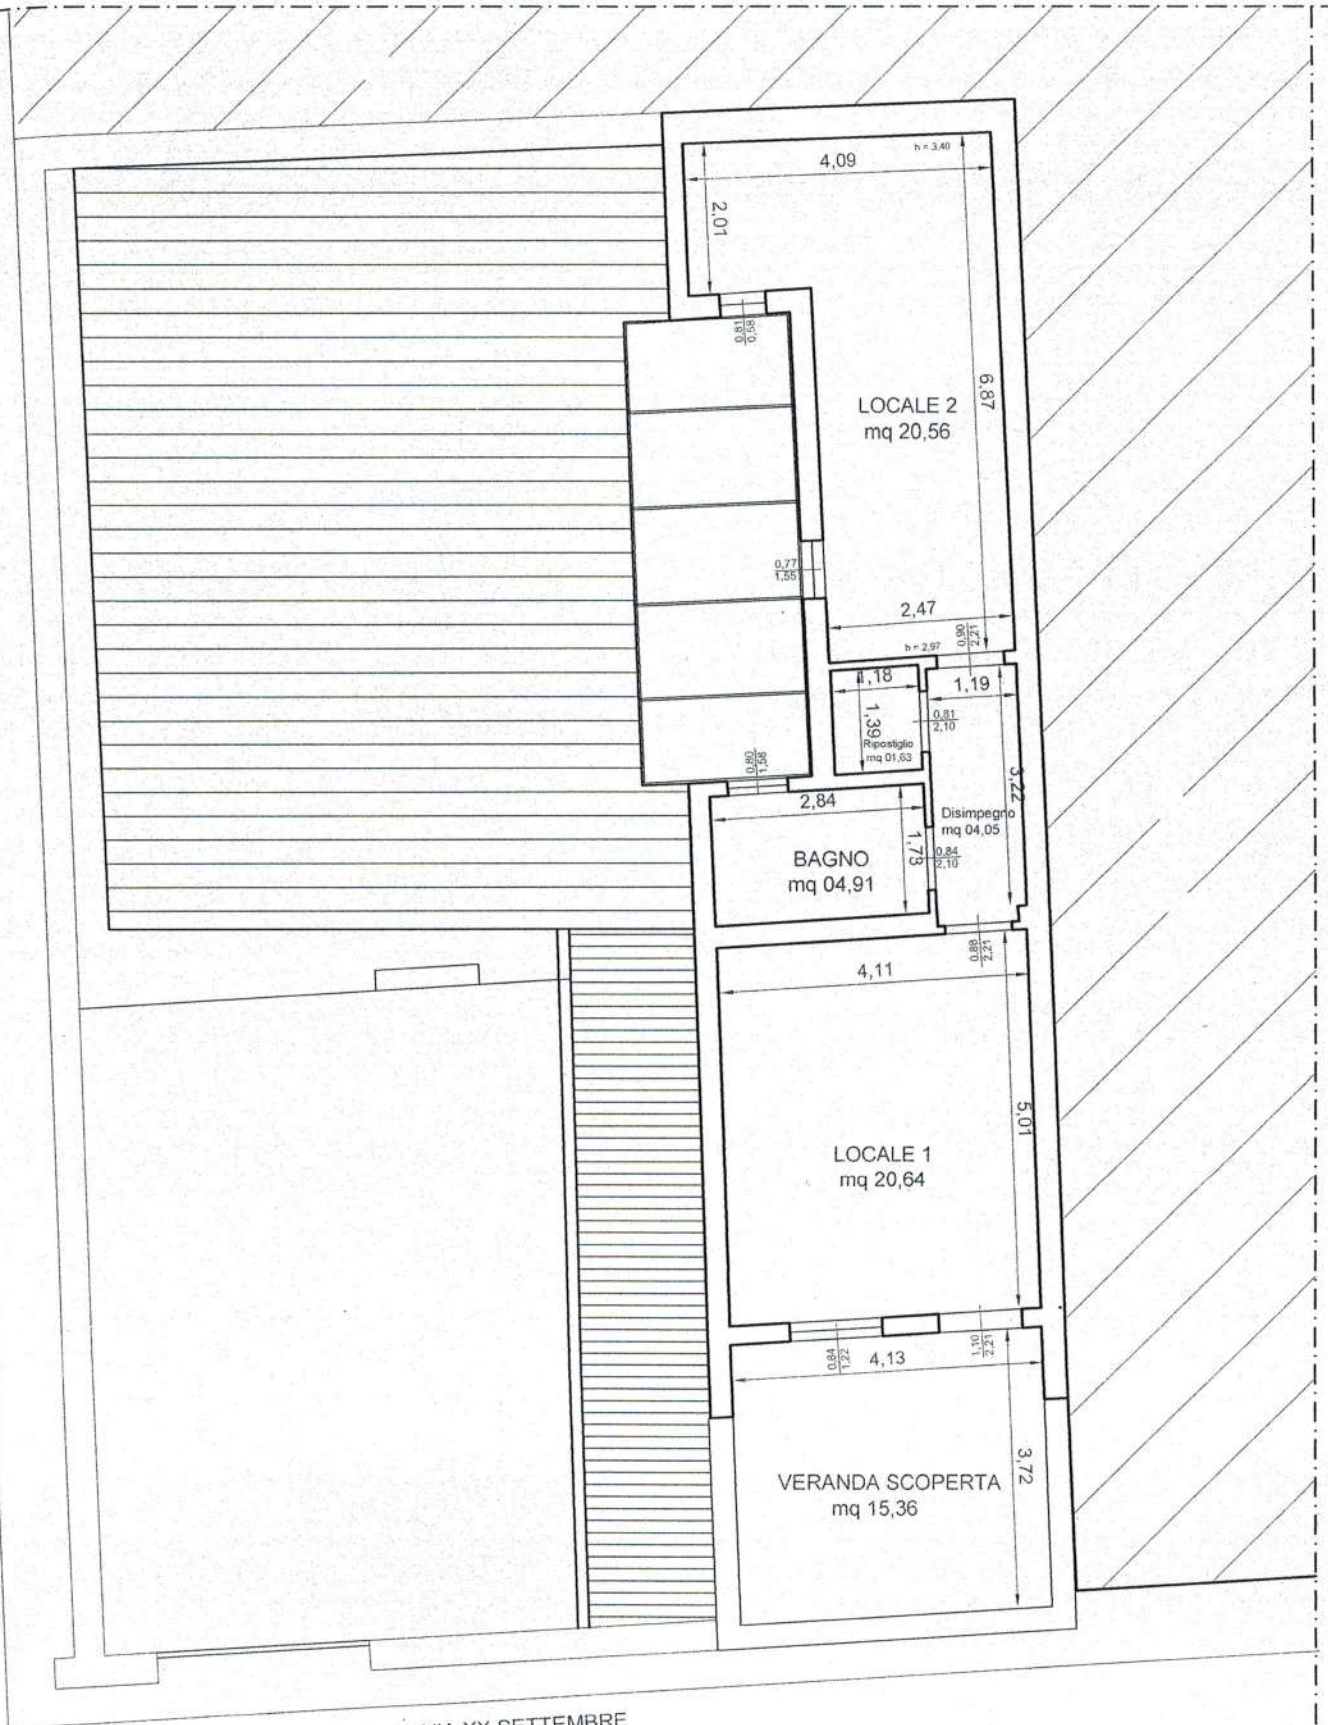 h = 3,40
4,09
2,01
0,81
0,58
6,87
LOCALE 2
mq 20,56
0,77
1,55
2,47
h = 2,97
0,90
2,21
1,18
1,19
1,39
0,81
2,10
Ripostiglio
mq 01,63
0,80
1,58
3,22
2,84
Disimpegno
mq 04,05
1,73
0,84
2,10
BAGNO
mq 04,91
0,88
2,21
4,11
5,01
LOCALE 1
mq 20,64
0,84
1,22
1,10
2,21
4,13
3,72
VERANDA SCOPERTA
mq 15,36
XX SETTEMBRE